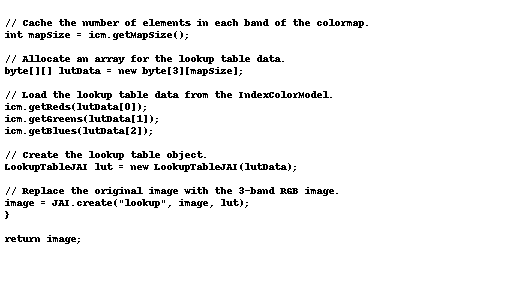 // Cache the number of elements in each band of the colormap.
int mapSize = icm.getMapSize();
// Allocate an array for the lookup table data.
byte[][] lutData = new byte[3][mapSize];
// Load the lookup table data from the IndexColorModel.
icm.getReds(lutData[0]);
icm.getGreens(lutData[1]);
icm.getBlues(lutData[2]);
// Create the lookup table object.
LookupTableJAI lut = new LookupTableJAI(lutData);
// Replace the original image with the 3-band RGB image.
image = JAI.create("lookup", image, lut);
}
return image;